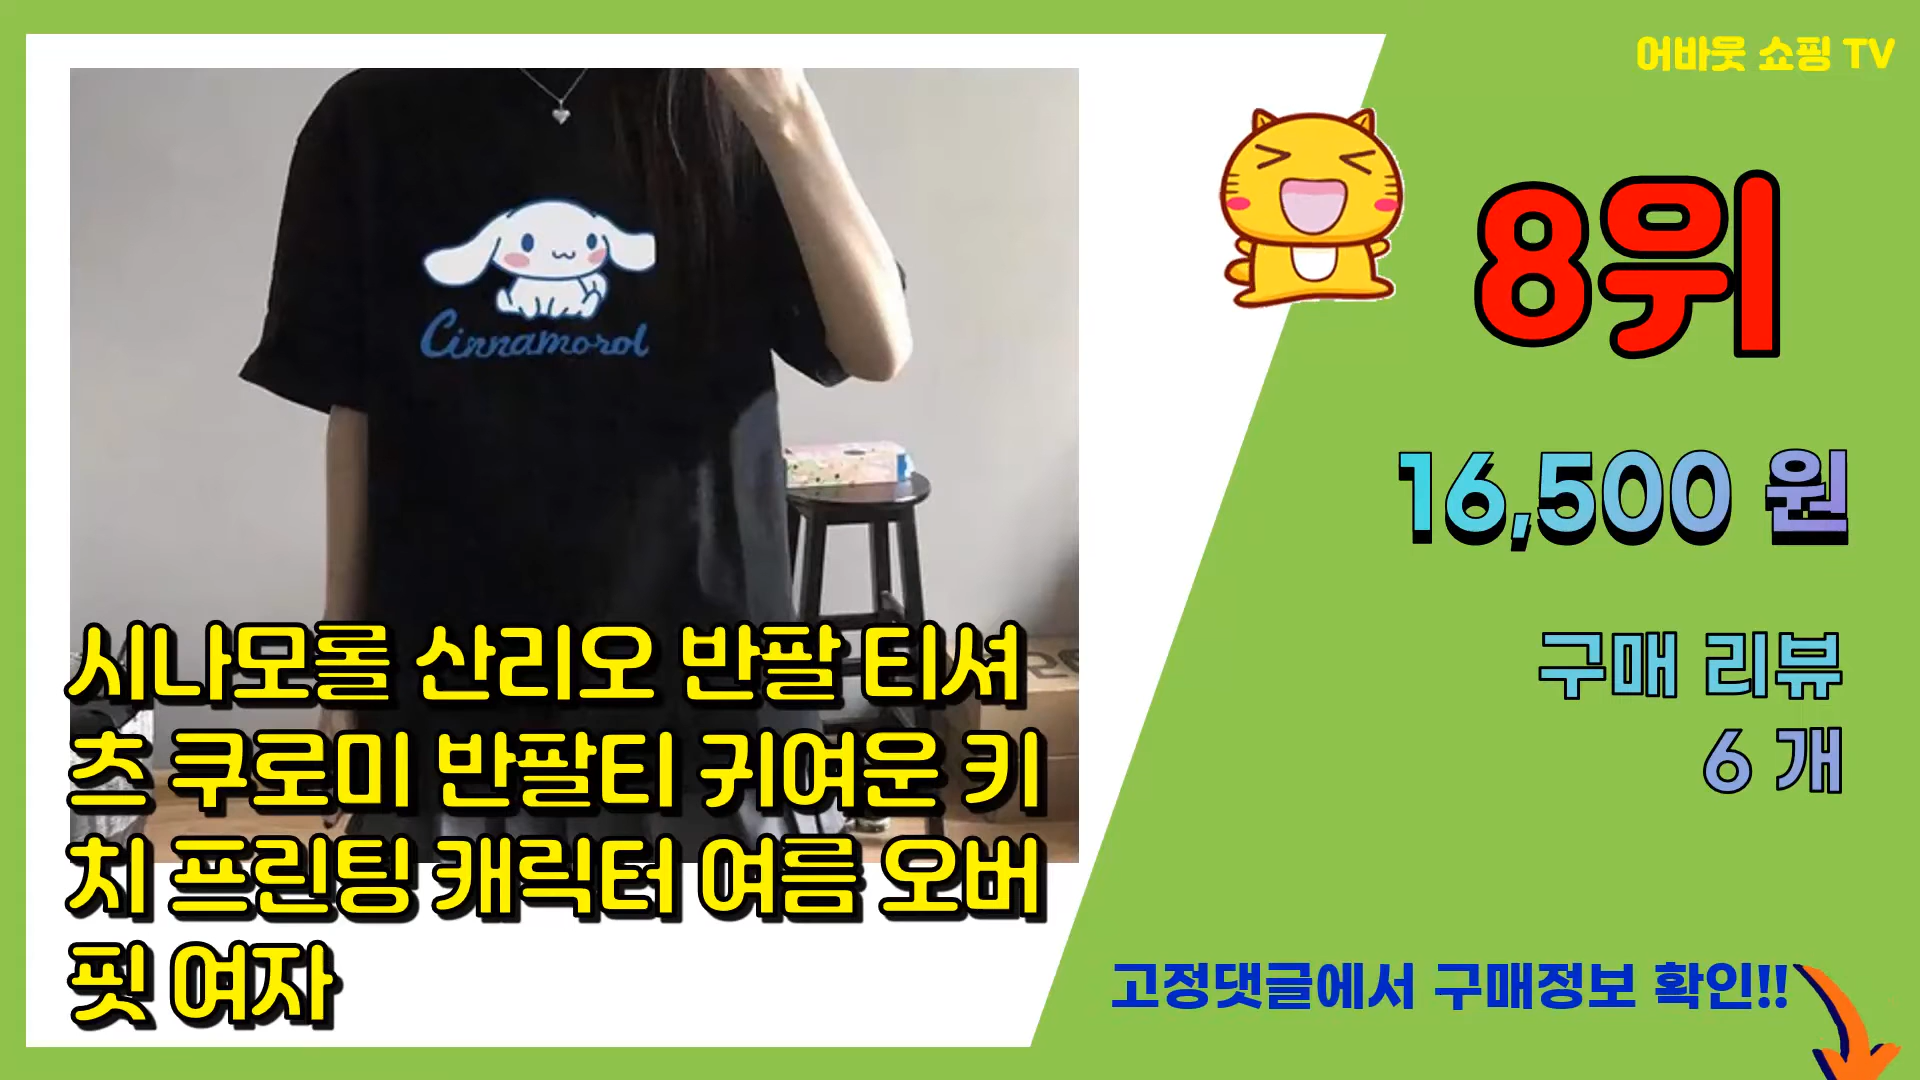 어바웃 쇼핑 TV
8위
Cinnamorol
16,500 원
구매 리뷰
6 개
시나모롤 산리오 반팔 티셔
츠 쿠로미 반팔티 귀여운 키
치 프린팅 캐릭터 여름 오버
핏 여자
고정댓글에서 구매정보 확인!!